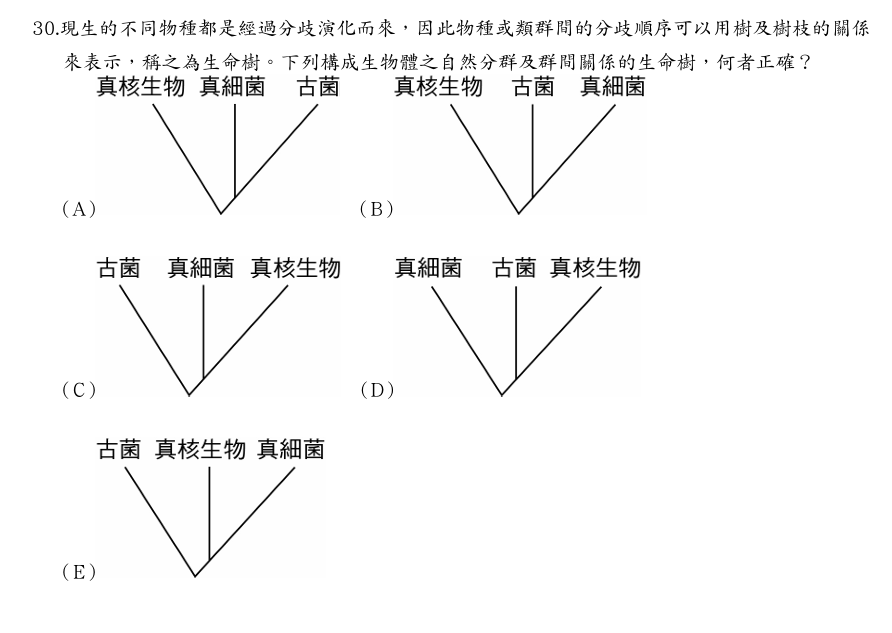 30.現生的不同物種都是經過分歧演化而來，因此物種或類群間的分歧順序可以用樹及樹枝的關係
來表示，稱之為生命樹。下列構成生物體之自然分群及群間關係的生命樹，何者正確？
真核生物 真細菌 古菌
（A）
真核生物 古菌 真細菌
（B）
古菌 真細菌 真核生物
（C）
真細菌 古菌 真核生物
（D）
古菌 真核生物 真細菌
（E）